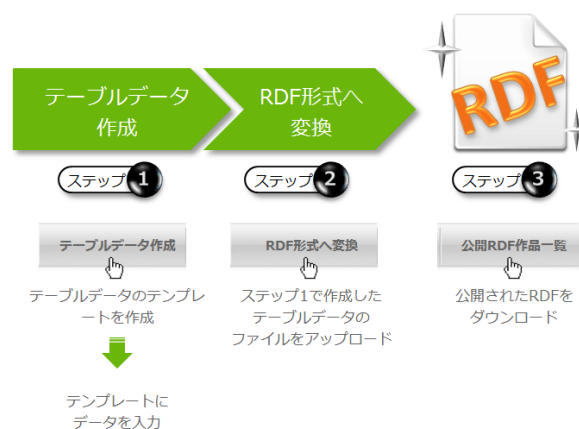 テーブルデータ
作成
RDF形式へ
変換
RDF
ステップ1
ステップ2
ステップ3
テーブルデータ作成
RDF形式へ変換
公開RDF作品一覧
テーブルデータのテンプレ
ートを作成
ステップ1で作成した
テーブルデータの
ファイルをアップロード
公開されたRDFを
ダウンロード
テンプレートに
データを入力